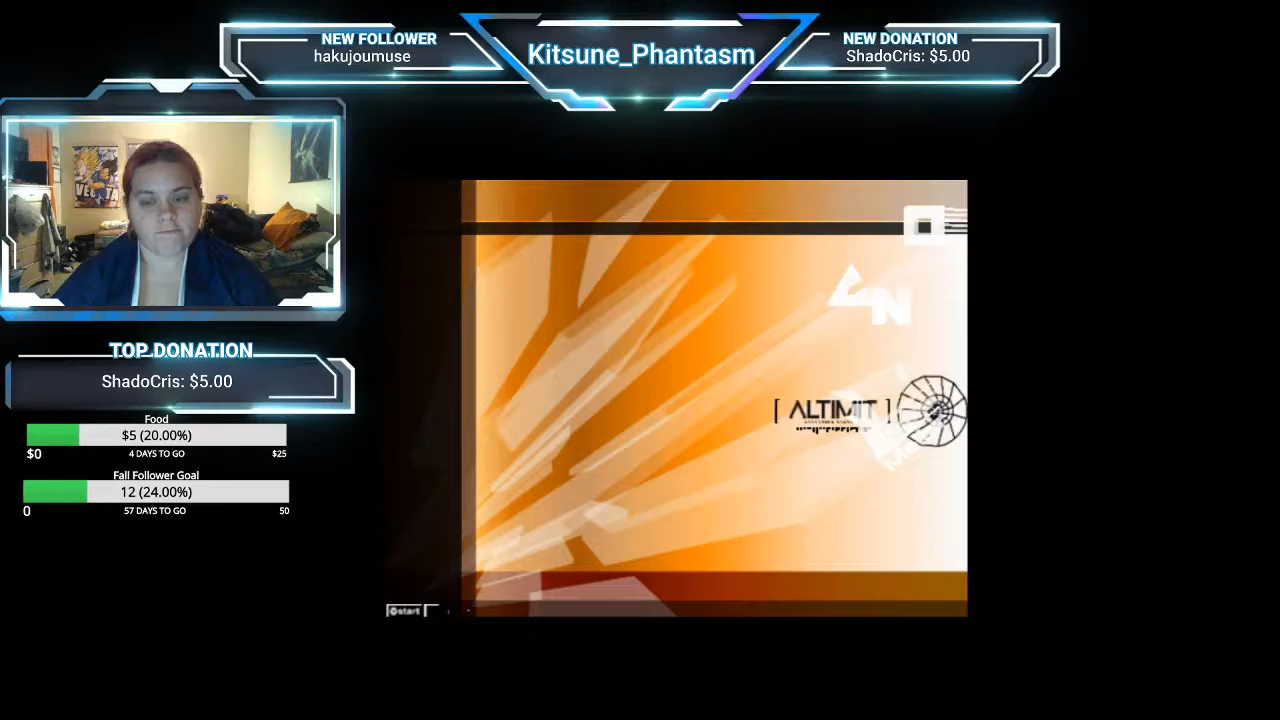 NEW FOLLOWER
hakujoumuse
Kitsune_Phantasm
NEW DONATION
ShadoCris: $5.00
VEGETA
TOP DONATION
ShadoCris: $5.00
Food
$5 (20.00%)
$0
4 DAYS TO GO
$25
Fall Follower Goal
12 (24.00%)
0
57 DAYS TO GO
50
[ ALTIMIT ]
start